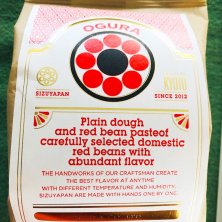 OGURA
SIZUYAPAN
KYOTO
SINCE 2012
Plain dough
and red bean pasteof
carefully selected domestic
red beans with
abundant flavor
THE HANDWORKS OF OUR CRAFTSMAN CREATE
THE BEST FLAVOR AT ANYTIME
WITH DIFFERENT TEMPERATURE AND HUMIDITY.
SIZUYAPAN ARE MADE WITH HANDS ONE BY ONE.